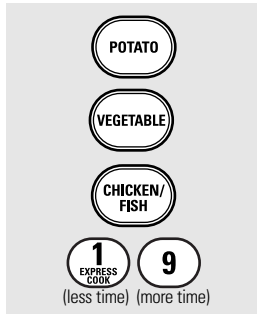 POTATO
VEGETABLE
CHICKEN/
FISH
1 9
EXPRESS
COOK
(less time) (more time)